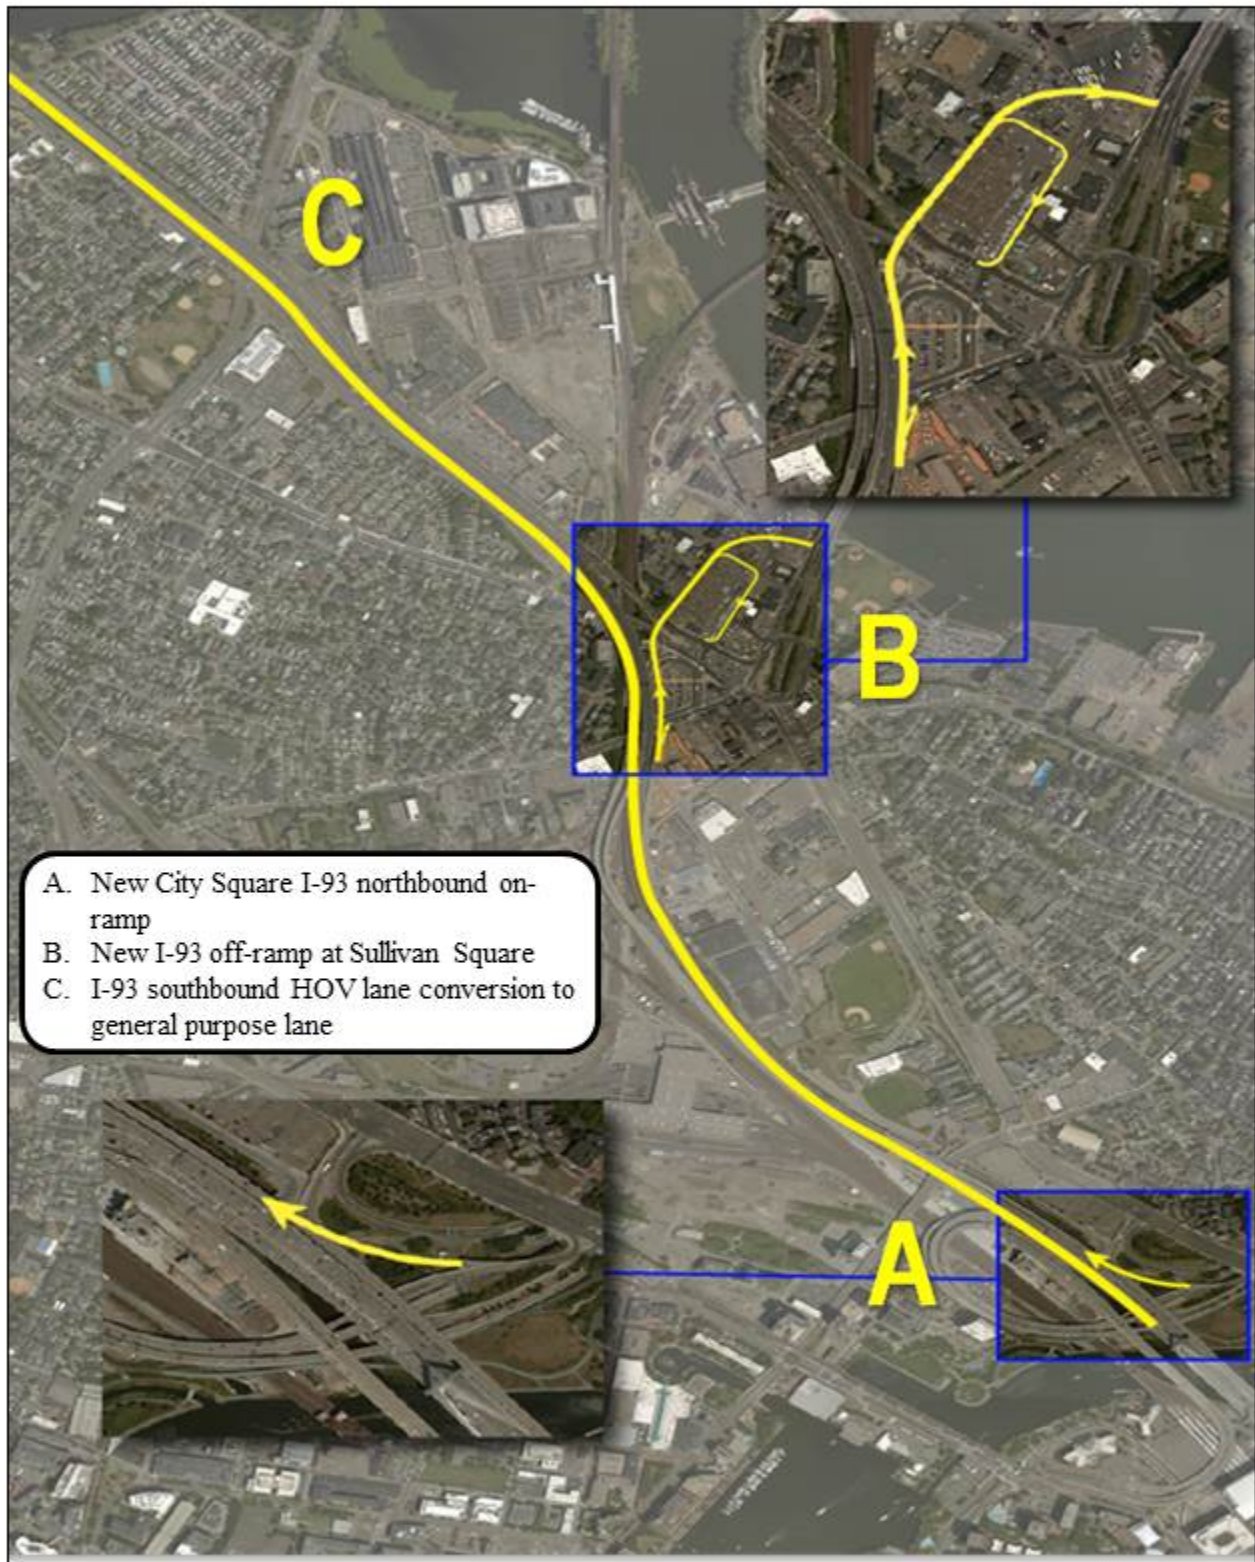 C
B
A. New City Square I-93 northbound on-
ramp
B. New I-93 off-ramp at Sullivan Square
C. I-93 southbound HOV lane conversion to
general purpose lane
A